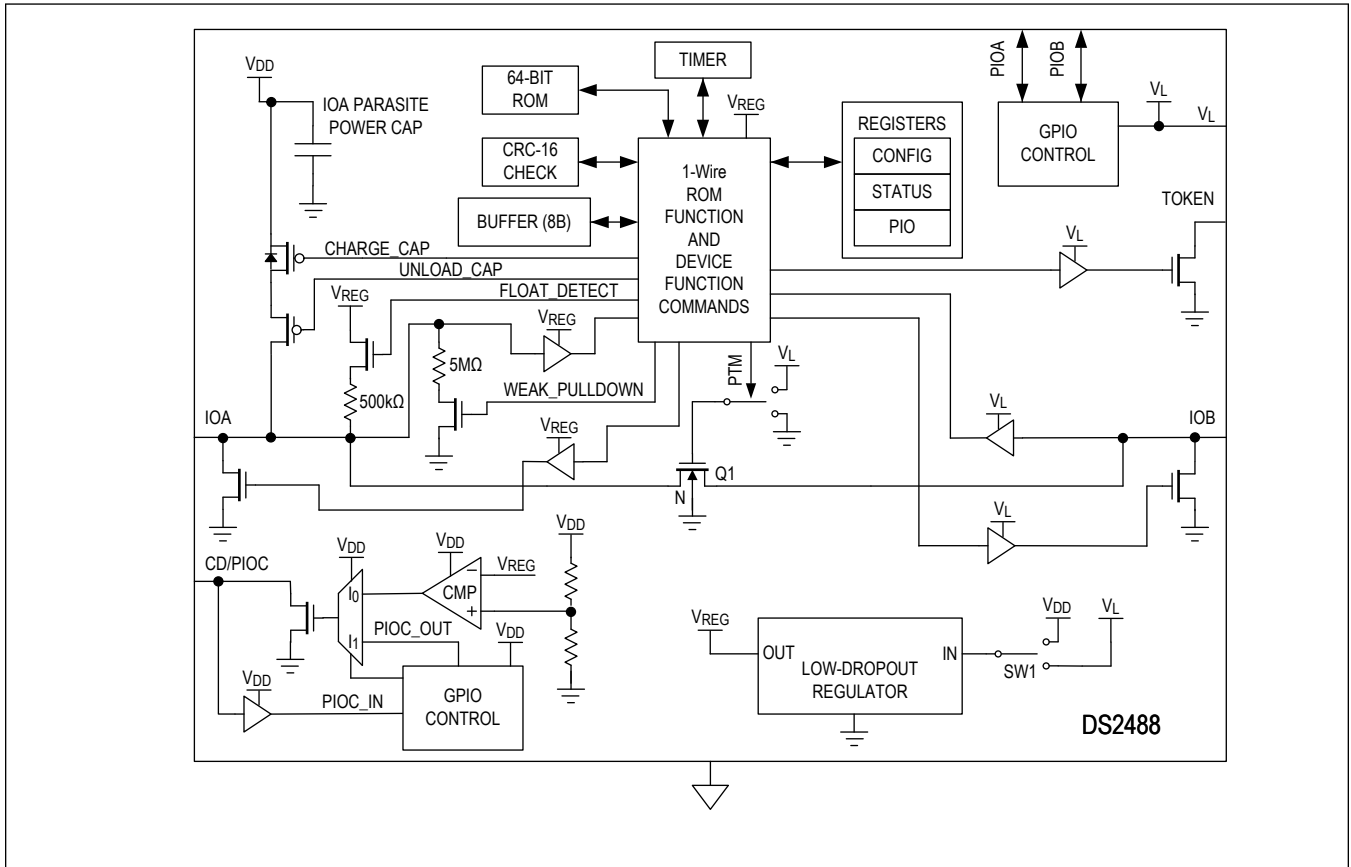 VDD
IOA PARASITE
POWER CAP
64-BIT
ROM
TIMER
VREG
CRC-16
CHECK
BUFFER (8B)
1-Wire
ROM
FUNCTION
AND
DEVICE
FUNCTION
COMMANDS
REGISTERS
CONFIG
STATUS
PIO
PIOA
PIOB
GPIO
CONTROL
VL
VL
TOKEN
VL
CHARGE_CAP
UNLOAD_CAP
FLOAT_DETECT
VREG
VREG
500kΩ
5MΩ
WEAK_PULLDOWN
PTM
VL
IOA
VREG
Q1
N
VL
IOB
VL
CD/PIOC
VDD
I0
I1
VDD
CMP
−
+
VREG
VDD
PIOC_OUT
VDD
GPIO
CONTROL
VDD
PIOC_IN
VREG
OUT
IN
LOW-DROPOUT
REGULATOR
SW1
VDD
VL
DS2488